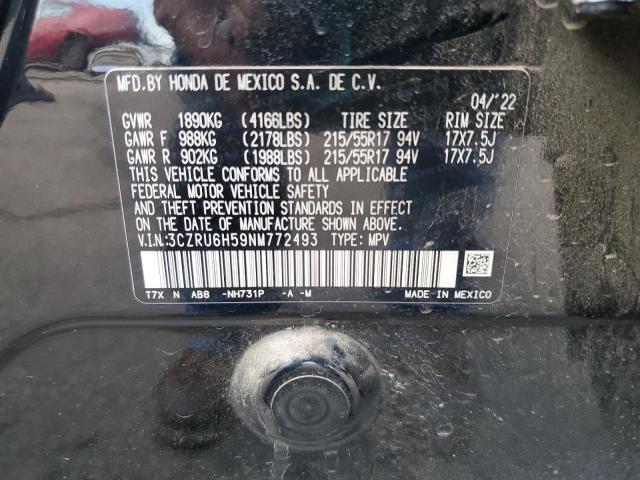 MFD.BY HONDA DE MEXICO S.A. DE C.V.
04/'22
GVWR 1890KG (4166LBS) TIRE SIZE RIM SIZE
GAWR F 988KG (2178LBS) 215/55R17 94V 17X7.5J
GAWR R 902KG (1988LBS) 215/55R17 94V 17X7.5J
THIS VEHICLE CONFORMS TO ALL APPLICABLE
FEDERAL MOTOR VEHICLE SAFETY
AND THEFT PREVENTION STANDARDS IN EFFECT
ON THE DATE OF MANUFACTURE SHOWN ABOVE.
V.I.N:3CZRU6H59NM772493 TYPE: MPV
T7X N AB8 -NH731P -A -M MADE IN MEXICO